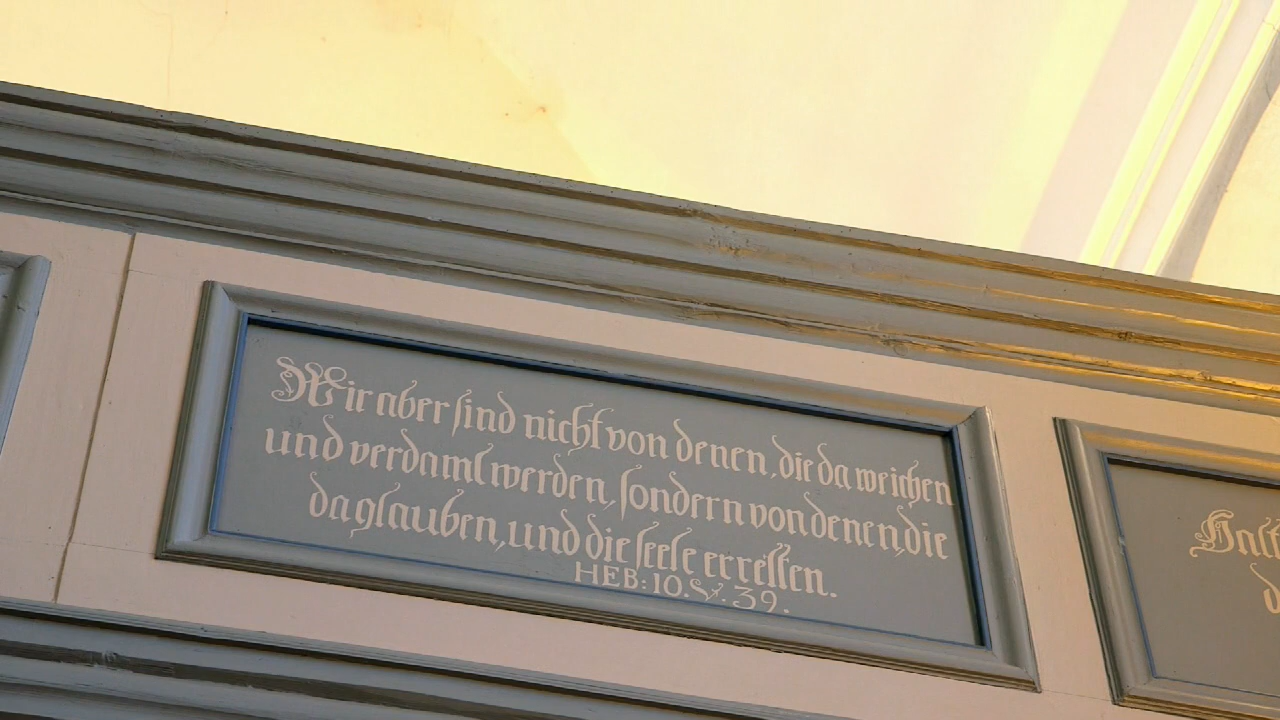 Wir aber sind nicht von denen, die da weichen
und verdamt werden, sondern von denen, die
da glauben, und die seele erretten.
HEB: 10. V. 39.
Halt
d